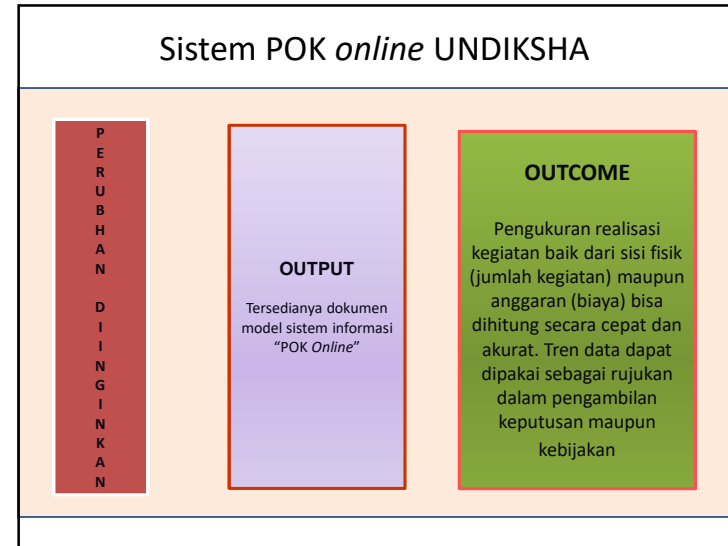 Sistem POK online UNDIKSHA
P
E
R
U
B
H
A
N
D
I
I
N
G
I
N
K
A
N
OUTPUT
Tersedianya dokumen
model sistem informasi
“POK Online”
OUTCOME
Pengukuran realisasi
kegiatan baik dari sisi fisik
(jumlah kegiatan) maupun
anggaran (biaya) bisa
dihitung secara cepat dan
akurat. Tren data dapat
dipakai sebagai rujukan
dalam pengambilan
keputusan maupun
kebijakan